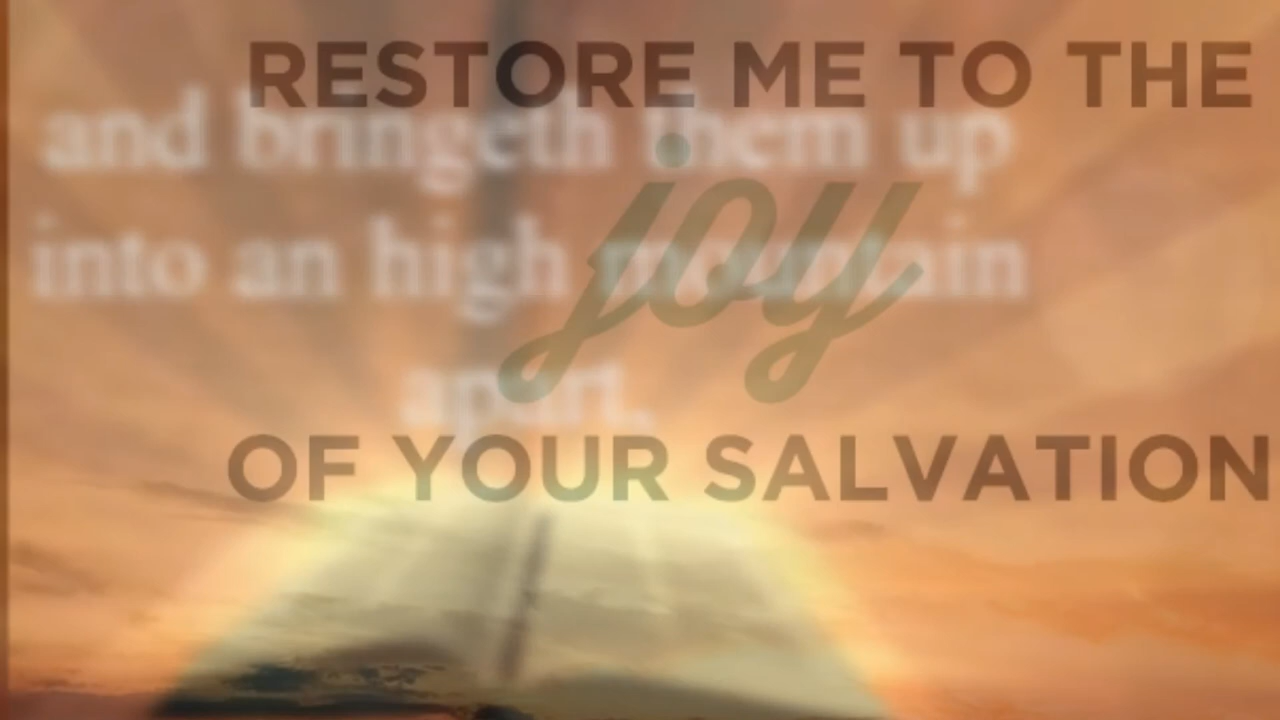 RESTORE ME TO THE
joy
OF YOUR SALVATION
and bringeth them up
into an high mountain
apart,